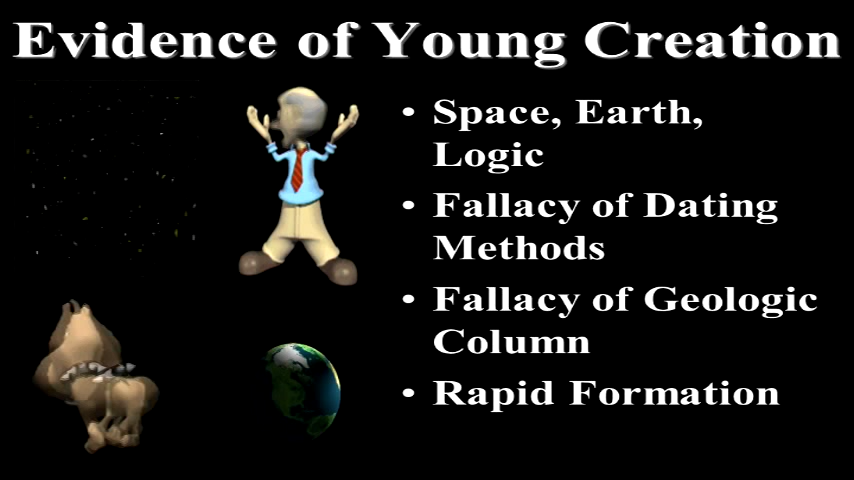 Evidence of Young Creation
• Space, Earth,
Logic
• Fallacy of Dating
Methods
• Fallacy of Geologic
Column
• Rapid Formation